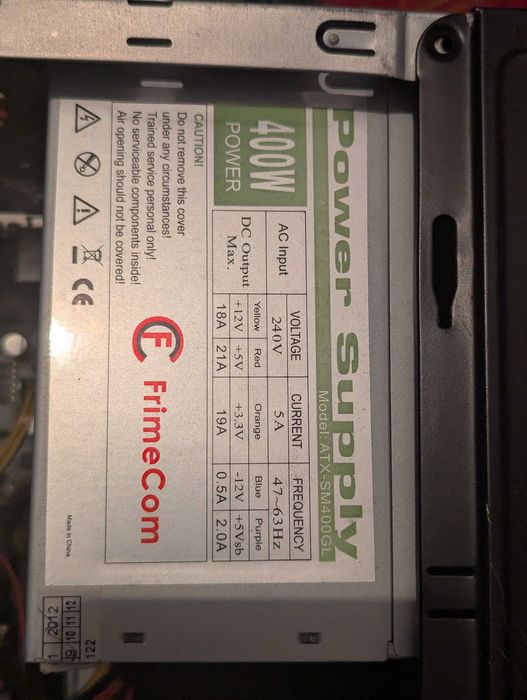 Power Supply
Model: ATX-SM400GL
400W
POWER
VOLTAGE CURRENT FREQUENCY
AC Input 240V 5A 47~63Hz
DC Output Max. Yellow Red Orange Blue Purple
+12V +5V +3.3V -12V +5Vsb
18A 21A 19A 0.5A 2.0A
CAUTION!
Do not remove this cover
under any circumstances!
Trained service personal only!
No serviceable components inside!
Air opening should not be covered!
CE
FrimeCom
Made in China
122
9 10 11 12
1 2012